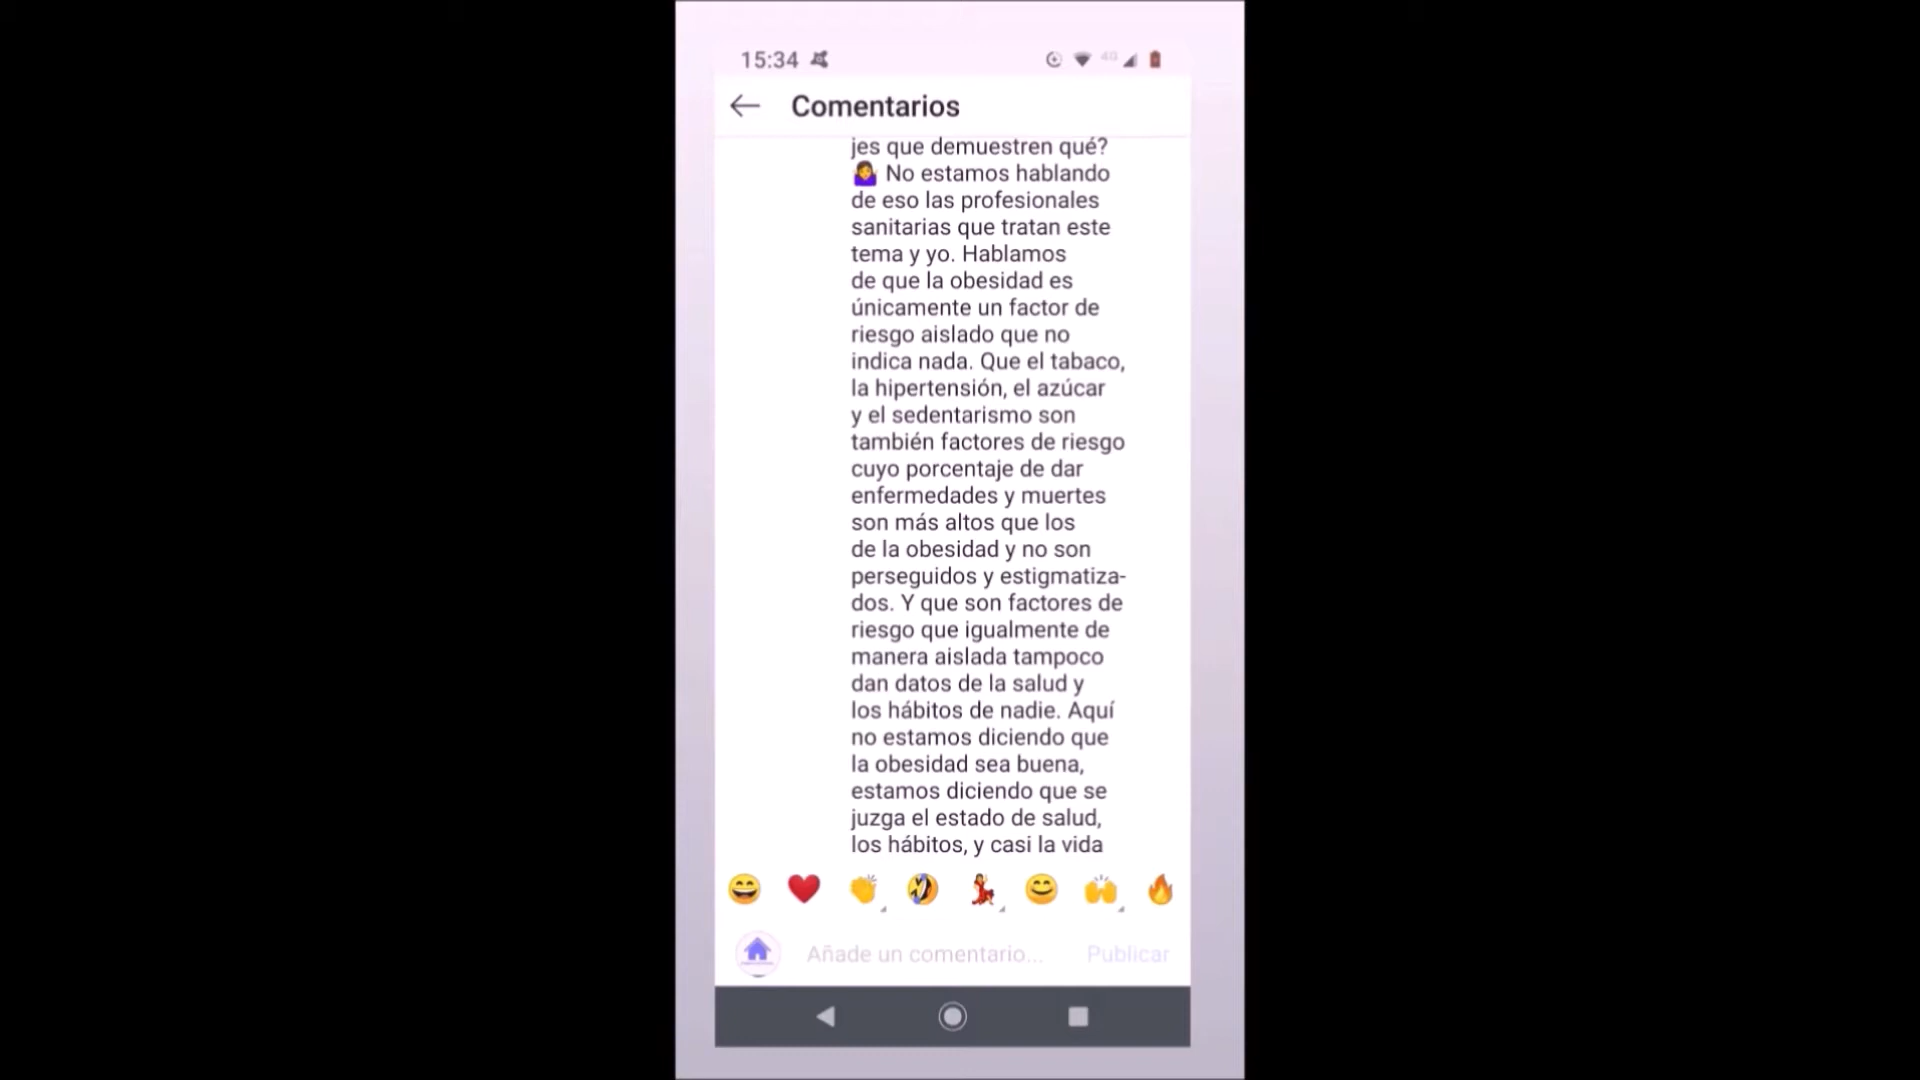 15:34
4G
Comentarios
jes que demuestren qué?
🤷‍♀️ No estamos hablando
de eso las profesionales
sanitarias que tratan este
tema y yo. Hablamos
de que la obesidad es
únicamente un factor de
riesgo aislado que no
indica nada. Que el tabaco,
la hipertensión, el azúcar
y el sedentarismo son
también factores de riesgo
cuyo porcentaje de dar
enfermedades y muertes
son más altos que los
de la obesidad y no son
perseguidos y estigmatiza-
dos. Y que son factores de
riesgo que igualmente de
manera aislada tampoco
dan datos de la salud y
los hábitos de nadie. Aquí
no estamos diciendo que
la obesidad sea buena,
estamos diciendo que se
juzga el estado de salud,
los hábitos, y casi la vida
Añade un comentario... Publicar